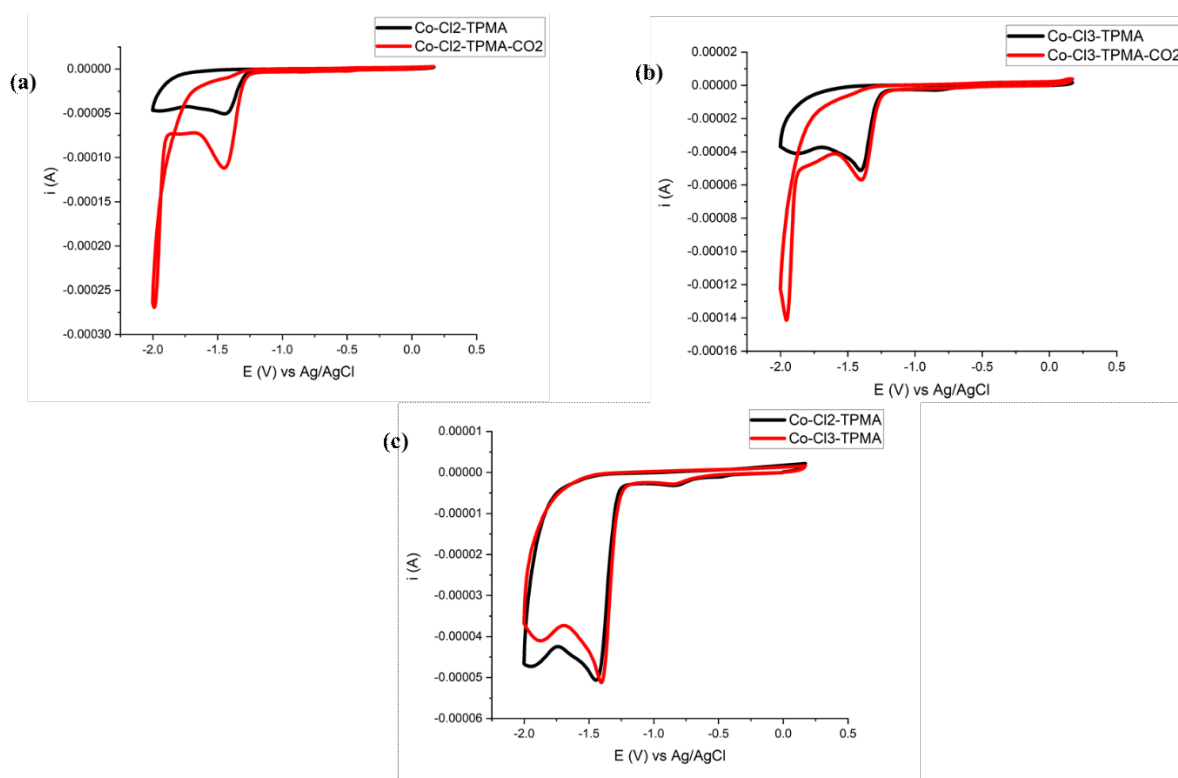 (a)
Co-Cl2-TPMA
Co-Cl2-TPMA-CO2
0.00000
-0.00005
-0.00010
-0.00015
-0.00020
-0.00025
-0.00030
i (A)
-2.0 -1.5 -1.0 -0.5 0.0 0.5
E (V) vs Ag/AgCl
(b)
Co-Cl3-TPMA
Co-Cl3-TPMA-CO2
0.00002
0.00000
-0.00002
-0.00004
-0.00006
-0.00008
-0.00010
-0.00012
-0.00014
-0.00016
i (A)
-2.0 -1.5 -1.0 -0.5 0.0 0.5
E (V) vs Ag/AgCl
(c)
Co-Cl2-TPMA
Co-Cl3-TPMA
0.00001
0.00000
-0.00001
-0.00002
-0.00003
-0.00004
-0.00005
-0.00006
i (A)
-2.0 -1.5 -1.0 -0.5 0.0 0.5
E (V) vs Ag/AgCl